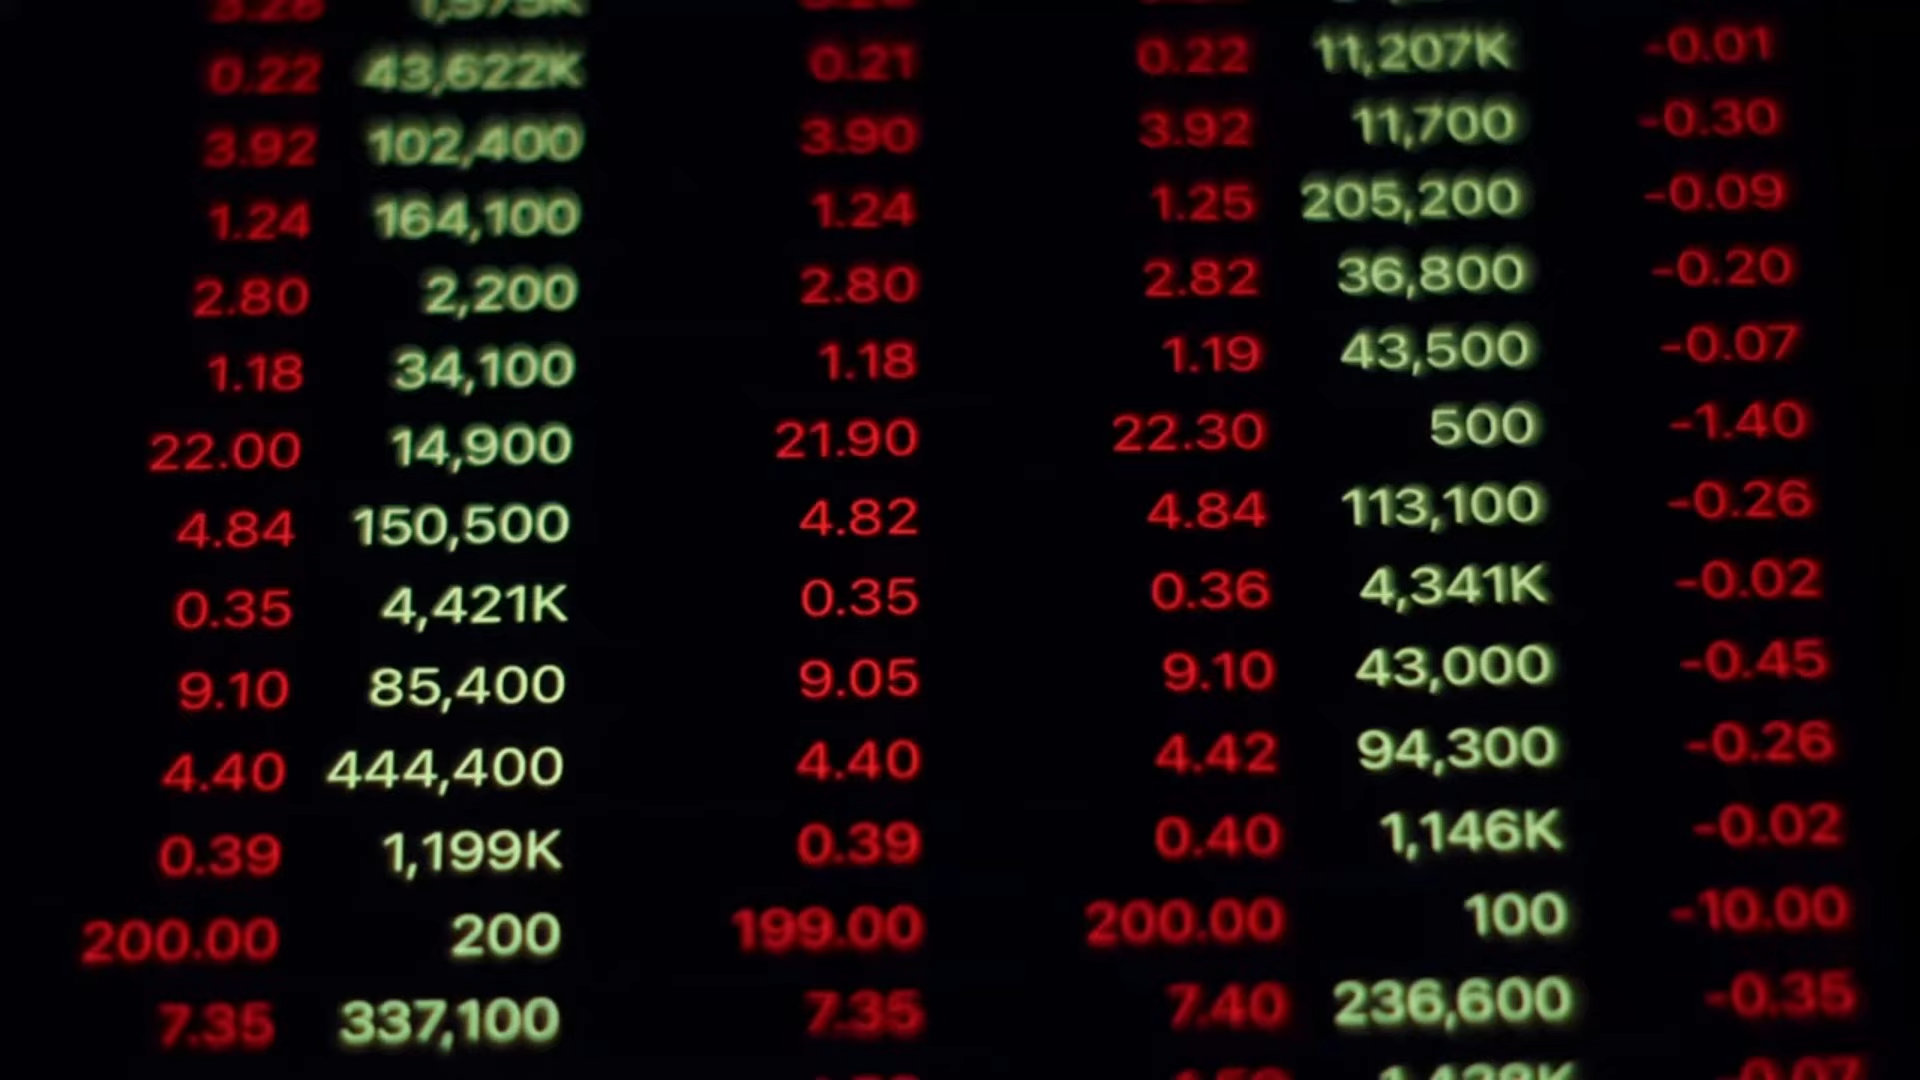 0.22 43,622K 0.21 0.22 11,207K -0.01
3.92 102,400 3.90 3.92 11,700 -0.30
1.24 164,100 1.24 1.25 205,200 -0.09
2.80 2,200 2.80 2.82 36,800 -0.20
1.18 34,100 1.18 1.19 43,500 -0.07
22.00 14,900 21.90 22.30 500 -1.40
4.84 150,500 4.82 4.84 113,100 -0.26
0.35 4,421K 0.35 0.36 4,341K -0.02
9.10 85,400 9.05 9.10 43,000 -0.45
4.40 444,400 4.40 4.42 94,300 -0.26
0.39 1,199K 0.39 0.40 1,146K -0.02
200.00 200 199.00 200.00 100 -10.00
7.35 337,100 7.35 7.40 236,600 -0.35